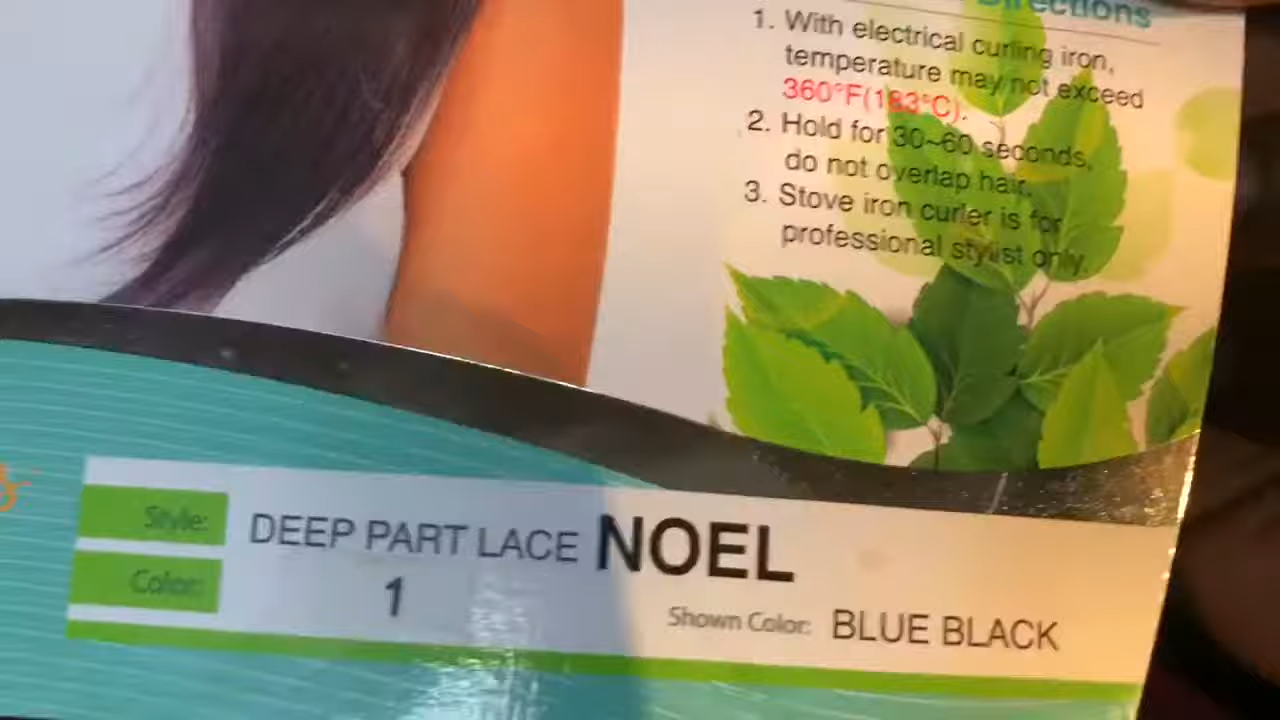 Directions
1. With electrical curling iron,
temperature may not exceed
360°F(183°C).
2. Hold for 30~60 seconds,
do not overlap hair.
3. Stove iron curler is for
professional stylist only.
Style: DEEP PART LACE NOEL
Color: 1
Shown Color: BLUE BLACK